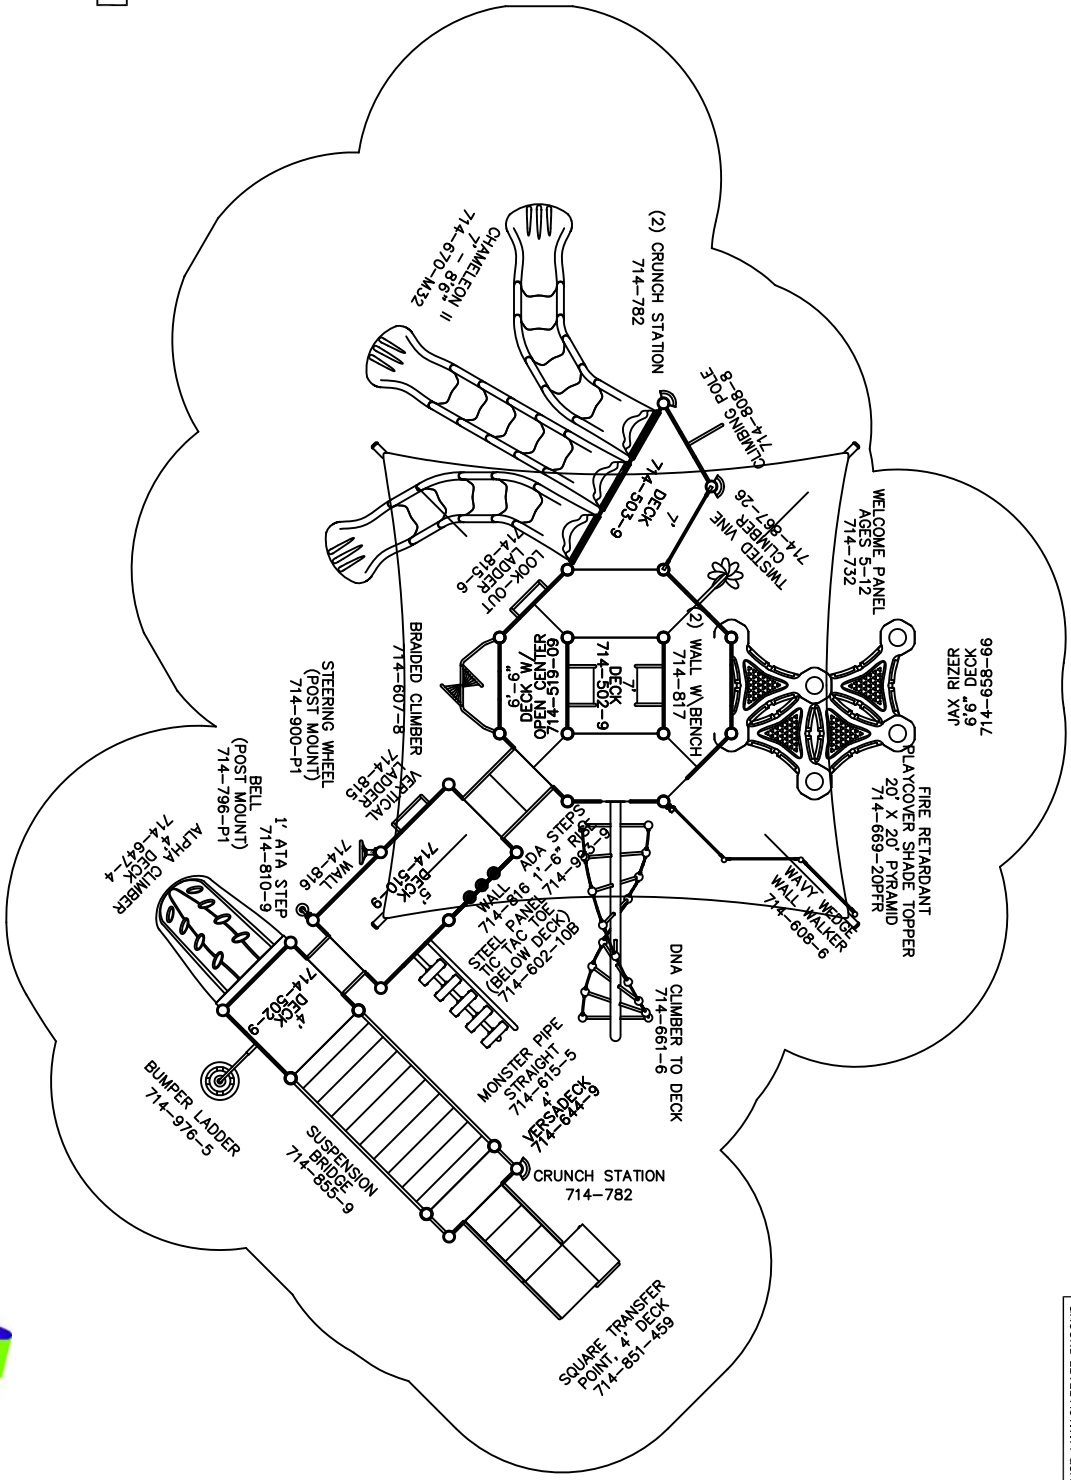 (2) CRUNCH STATION
714-782
CHAMELEON II
7' - 8'6"
714-670-M32
CLIMBING POLE
714-808-8
DECK
7'
714-503-9
TWISTED VINE
CLIMBER
714-867-26
WELCOME PANEL
AGES 5-12
714-732
LOOK-OUT
LADDER
714-815-6
BRAIDED CLIMBER
714-607-8
6'-6"
DECK W/
OPEN CENTER
714-519-09
7'
DECK
714-502-9
(2) WALL W\BENCH
714-817
714-658-66
6'6" DECK
JAX RIZER
STEERING WHEEL
(POST MOUNT)
714-900-P1
VERTICAL
LADDER
714-815
BELL
(POST MOUNT)
714-796-P1
FIRE RETARDANT
PLAYCOVER SHADE TOPPER
20' X 20' PYRAMID
714-669-20PFR
WALL
714-816
5'
DECK
714-510-9
ADA STEPS
1'-6" RISE
714-993-9
WALL
714-816
WAVY WEDGE
WALL WALKER
714-608-6
1' ATA STEP
714-810-9
ALPHA CLIMBER
4' DECK
714-647-4
STEEL PANEL
TIC TAC TOE
(BELOW DECK)
714-602-10B
DNA CLIMBER TO DECK
714-661-6
4'
DECK
714-502-9
MONSTER PIPE
STRAIGHT
714-615-5
4'
VERSADECK
714-644-9
BUMPER LADDER
714-976-5
SUSPENSION
BRIDGE
714-855-9
CRUNCH STATION
714-782
SQUARE TRANSFER
POINT, 4' DECK
714-851-459